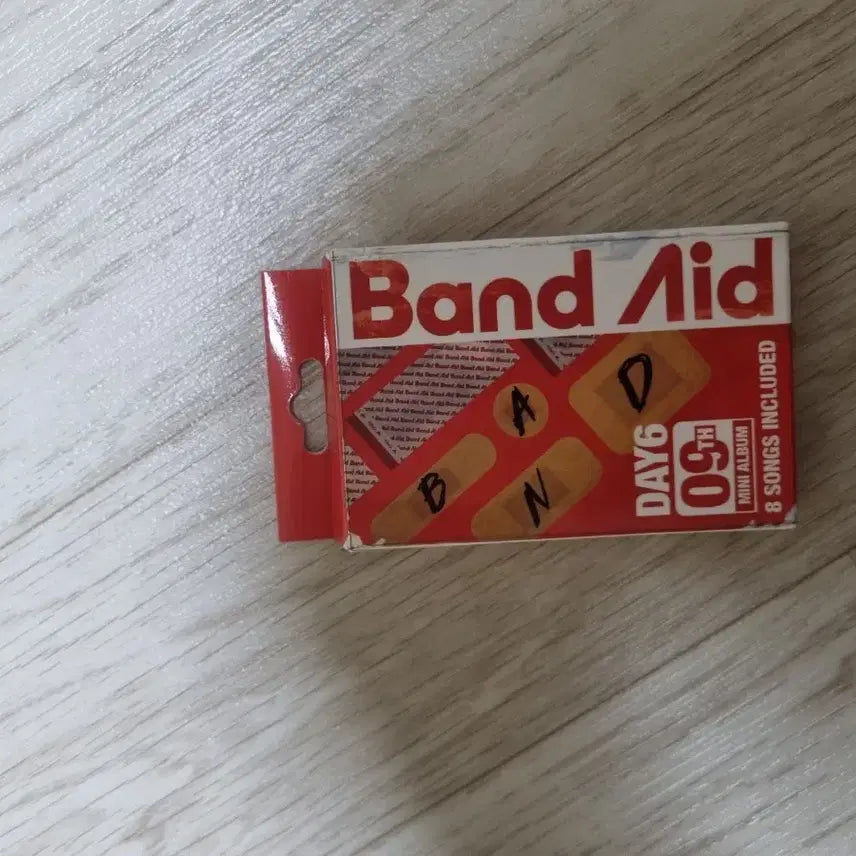 Band Aid
B
A
N
D
DAY6
09TH
MINI ALBUM
8 SONGS INCLUDED